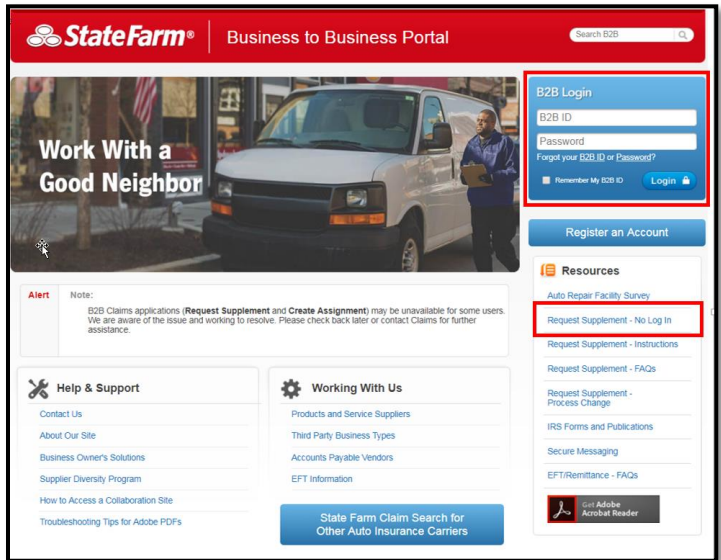 StateFarm®
Business to Business Portal
Search B2B
Work With a
Good Neighbor
B2B Login
B2B ID
Password
Forgot your B2B ID or Password?
Remember My B2B ID
Login
Register an Account
Resources
Auto Repair Facility Survey
Request Supplement - No Log In
Request Supplement - Instructions
Request Supplement - FAQs
Request Supplement -
Process Change
IRS Forms and Publications
Secure Messaging
EFT/Remittance - FAQs
Get Adobe
Acrobat Reader
Alert
Note:
B2B Claims applications (Request Supplement and Create Assignment) may be unavailable for some users.
We are aware of the issue and working to resolve. Please check back later or contact Claims for further
assistance.
Help & Support
Contact Us
About Our Site
Business Owner's Solutions
Supplier Diversity Program
How to Access a Collaboration Site
Troubleshooting Tips for Adobe PDFs
Working With Us
Products and Service Suppliers
Third Party Business Types
Accounts Payable Vendors
EFT Information
State Farm Claim Search for
Other Auto Insurance Carriers